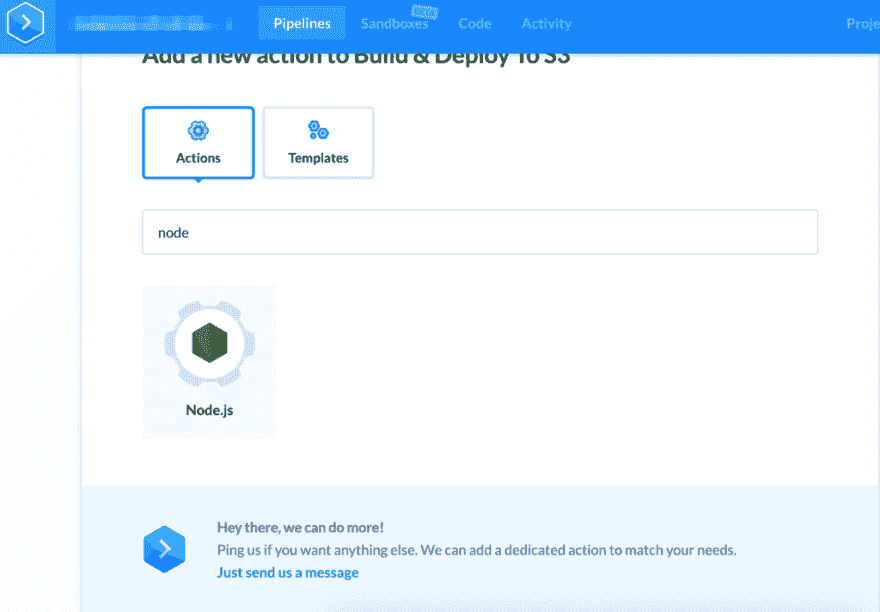 Pipelines
Sandboxes
Code
Activity
Proje
Add a new action to Build & Deploy To S3
Actions
Templates
node
Node.js
Hey there, we can do more!
Ping us if you want anything else. We can add a dedicated action to match your needs.
Just send us a message